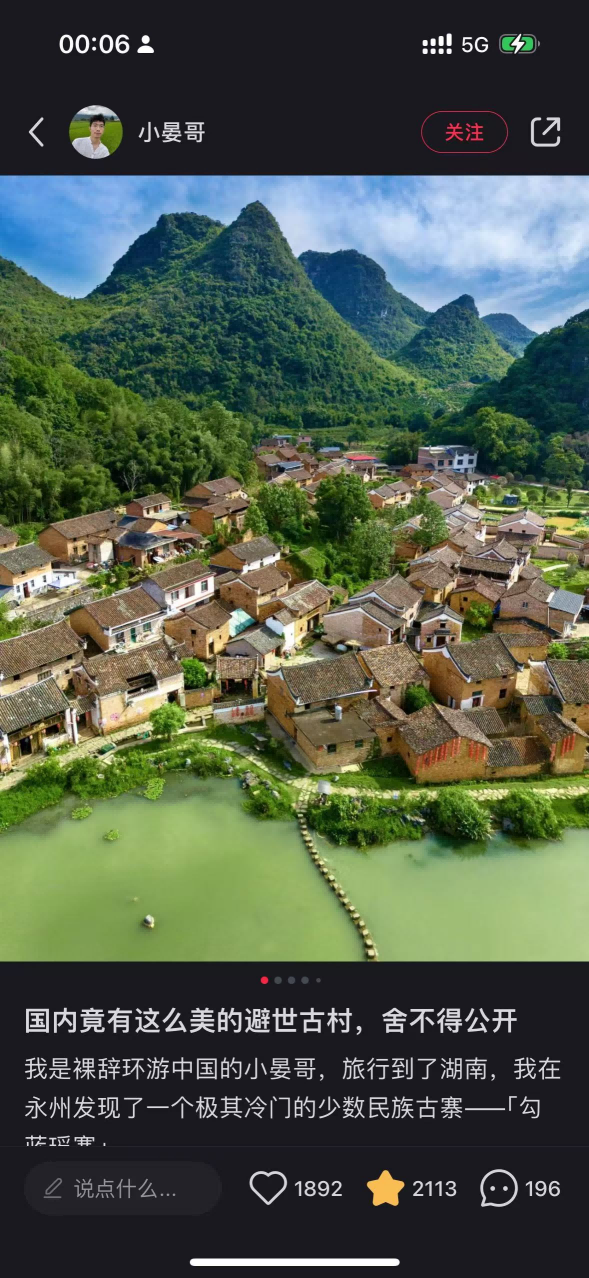 00:06
5G
小晏哥
关注
国内竟有这么美的避世古村，舍不得公开
我是裸辞环游中国的小晏哥，旅行到了湖南，我在
永州发现了一个极其冷门的少数民族古寨——「勾
蓝瑶寨」
说点什么...
1892
2113
196